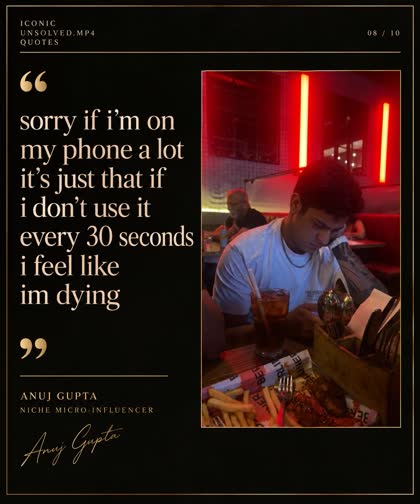 ICONIC
UNSOLVED.MP4
QUOTES
08 / 10
“
sorry if i’m on
my phone a lot
it’s just that if
i don’t use it
every 30 seconds
i feel like
im dying
”
ANUJ GUPTA
NICHE MICRO-INFLUENCER
Anuj Gupta